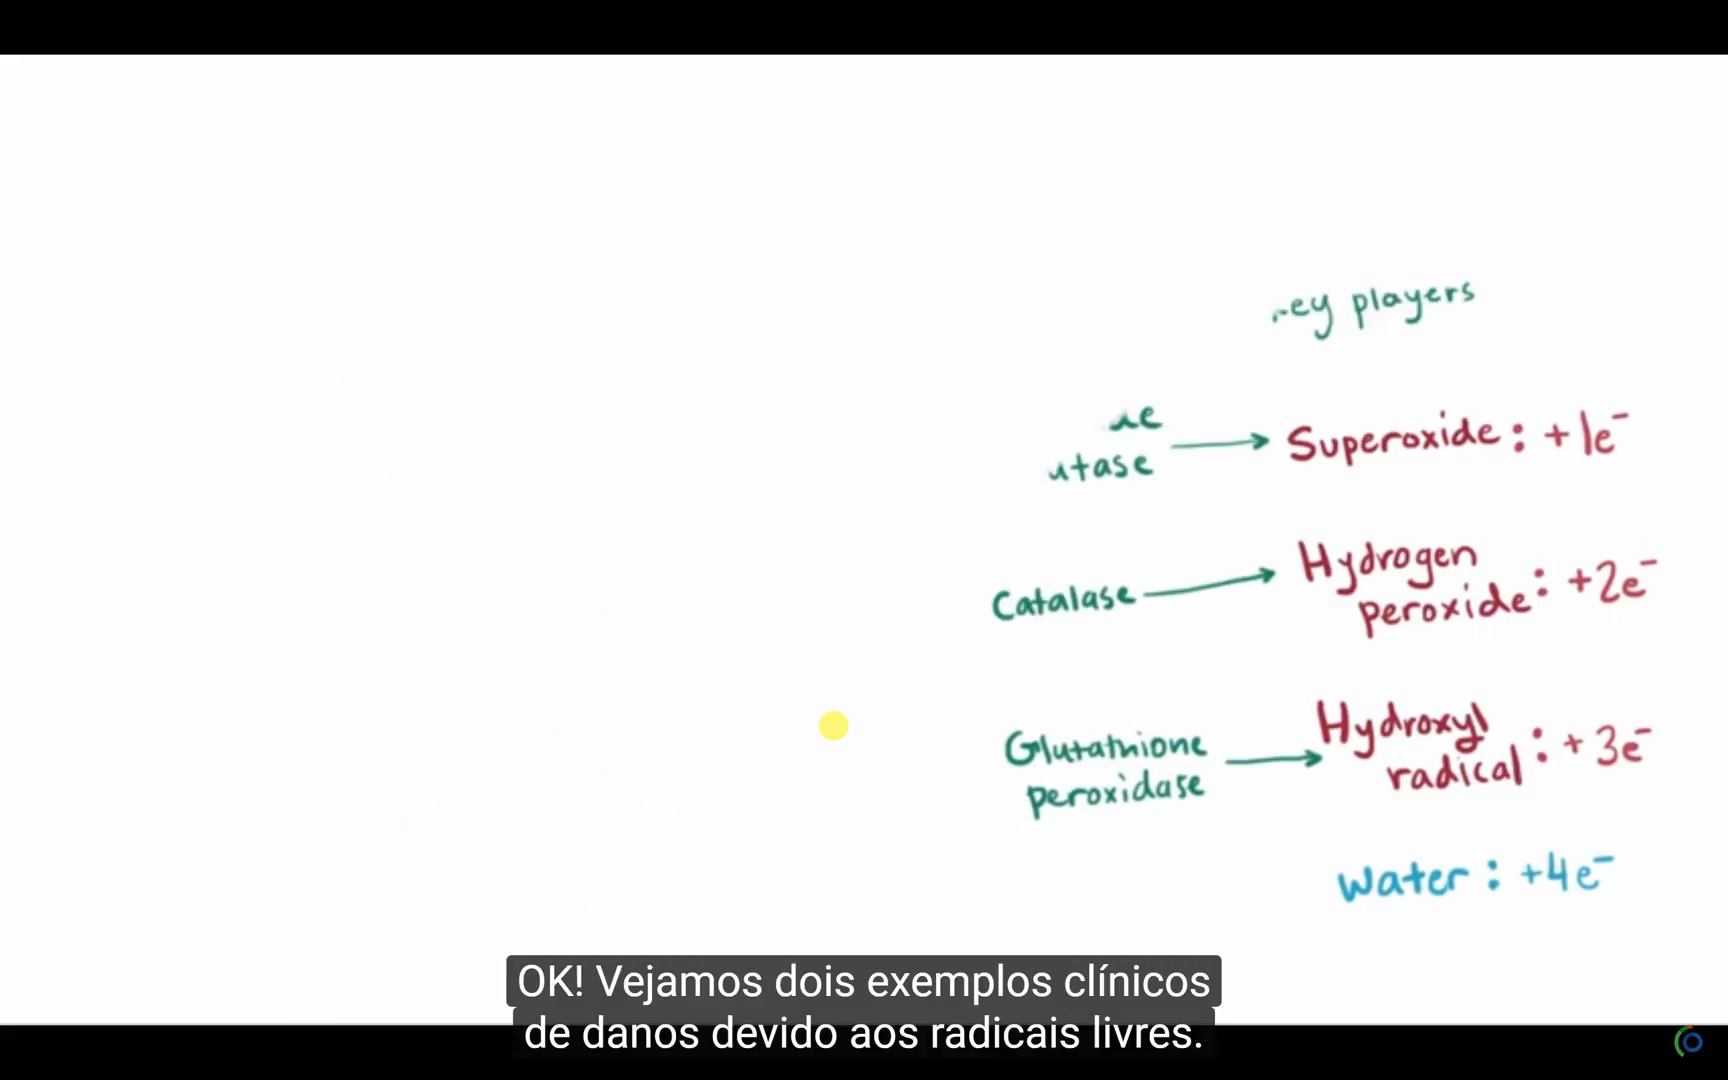 players
Superoxide: +1e⁻
Catalase → Hydrogen
peroxide: +2e⁻
Glutathione → Hydroxyl
peroxidase radical: +3e⁻
Water: +4e⁻
OK! Vejamos dois exemplos clínicos
de danos devido aos radicais livres.